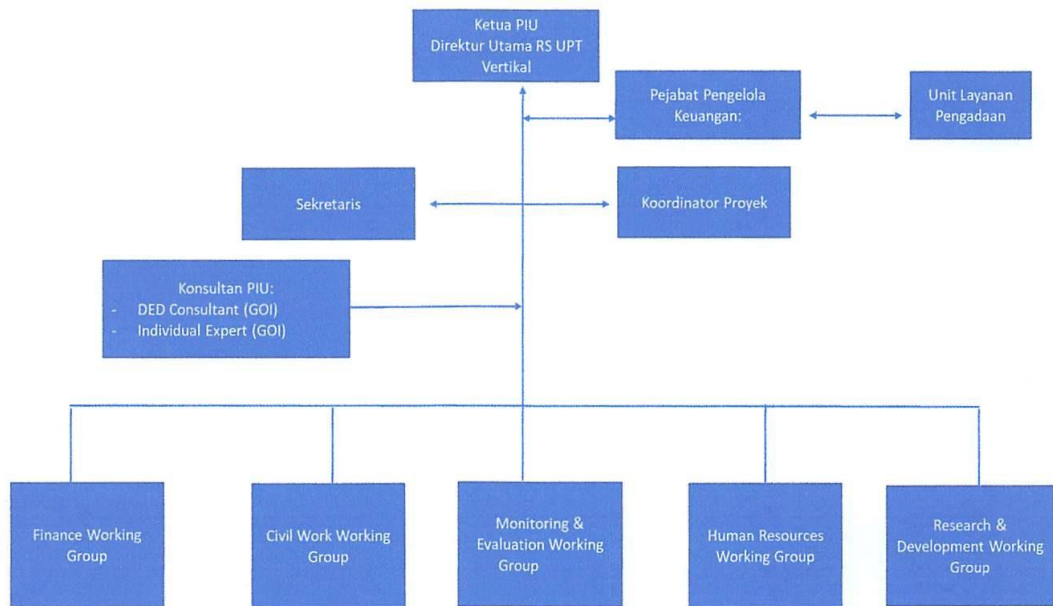 Ketua PIU
Direktur Utama RS UPT
Vertikal
Pejabat Pengelola
Keuangan:
Unit Layanan
Pengadaan
Sekretaris
Koordinator Proyek
Konsultan PIU:
- DED Consultant (GOI)
- Individual Expert (GOI)
Finance Working
Group
Civil Work Working
Group
Monitoring &
Evaluation Working
Group
Human Resources
Working Group
Research &
Development Working
Group